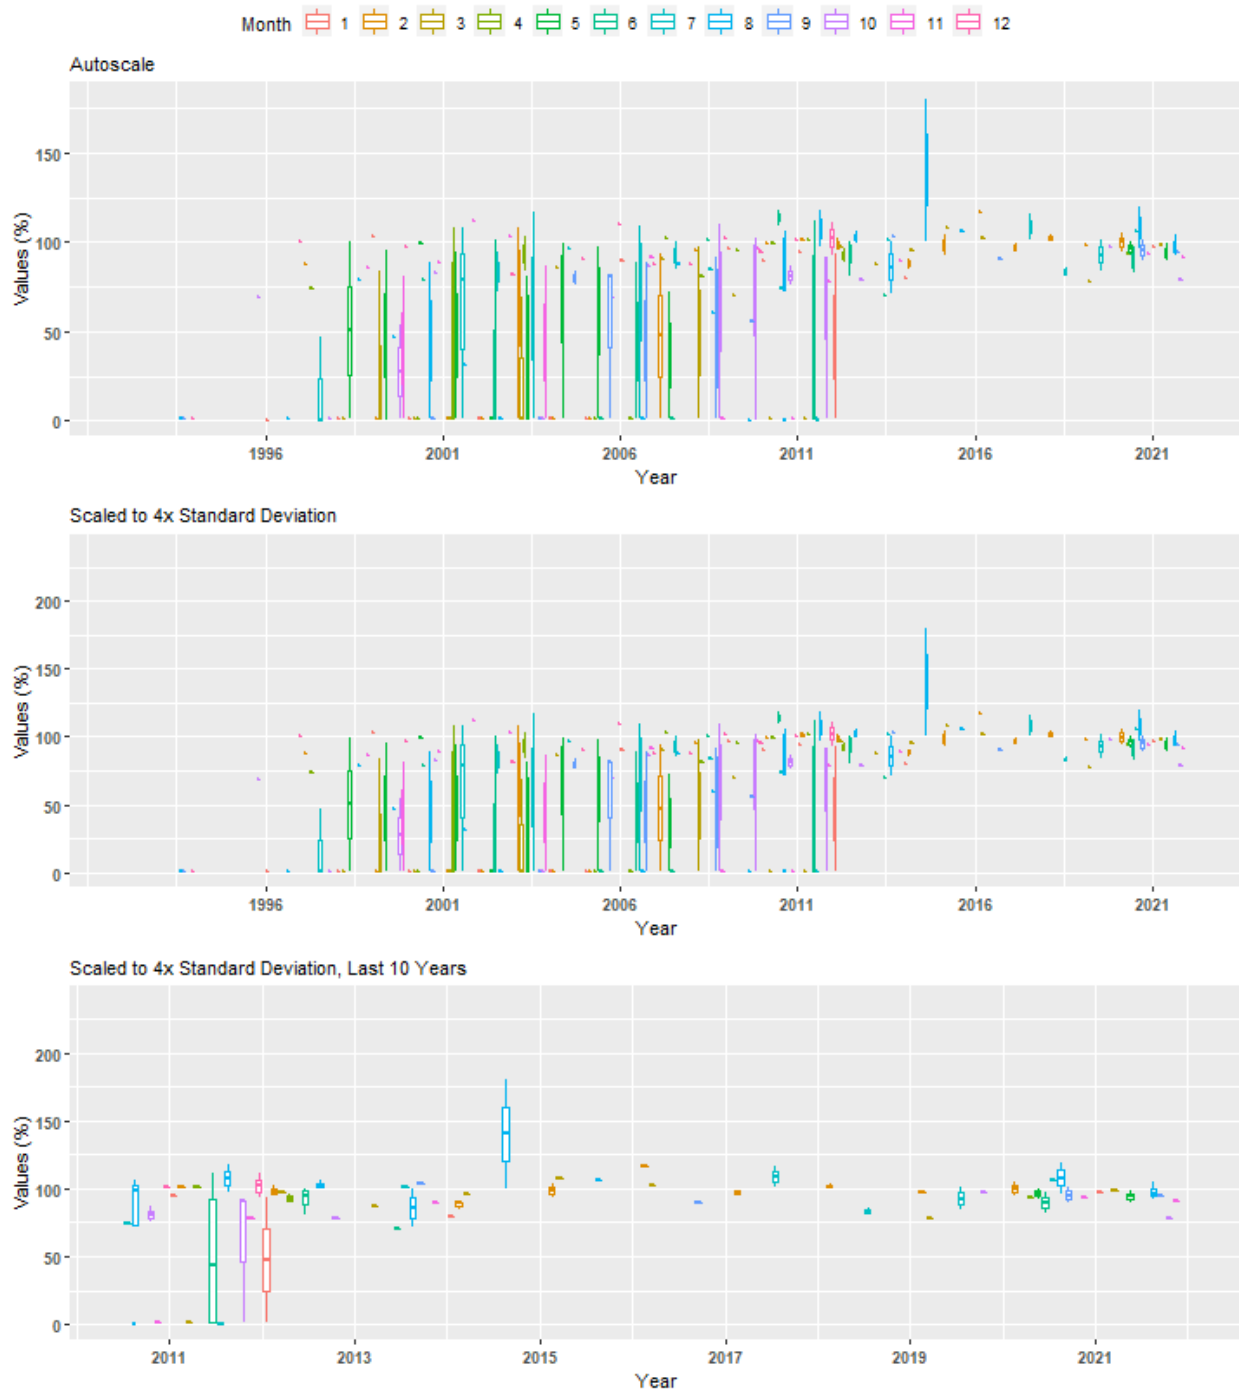 Month 1 2 3 4 5 6 7 8 9 10 11 12
Autoscale
Values (%)
150
100
50
0
1996 2001 2006 2011 2016 2021
Year
Scaled to 4x Standard Deviation
Values (%)
200
150
100
50
0
1996 2001 2006 2011 2016 2021
Year
Scaled to 4x Standard Deviation, Last 10 Years
Values (%)
200
150
100
50
0
2011 2013 2015 2017 2019 2021
Year